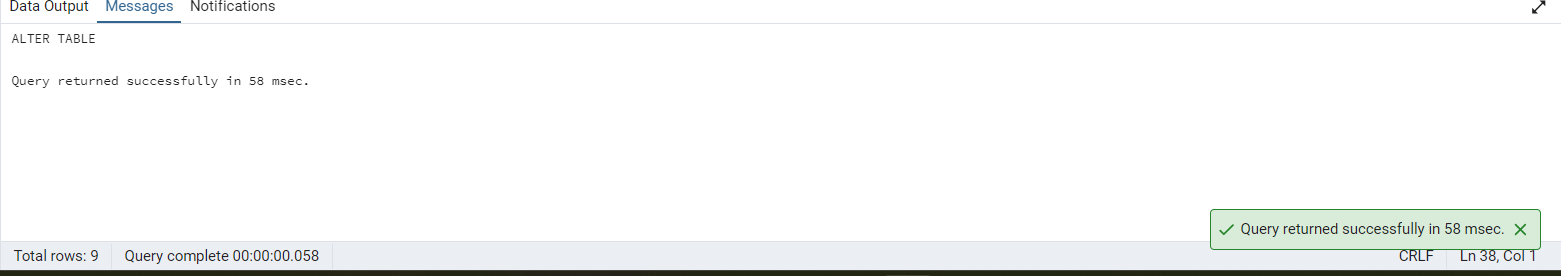 Data Output Messages Notifications
ALTER TABLE
Query returned successfully in 58 msec.
Query returned successfully in 58 msec.
Total rows: 9 Query complete 00:00:00.058 CRLF Ln 38, Col 1